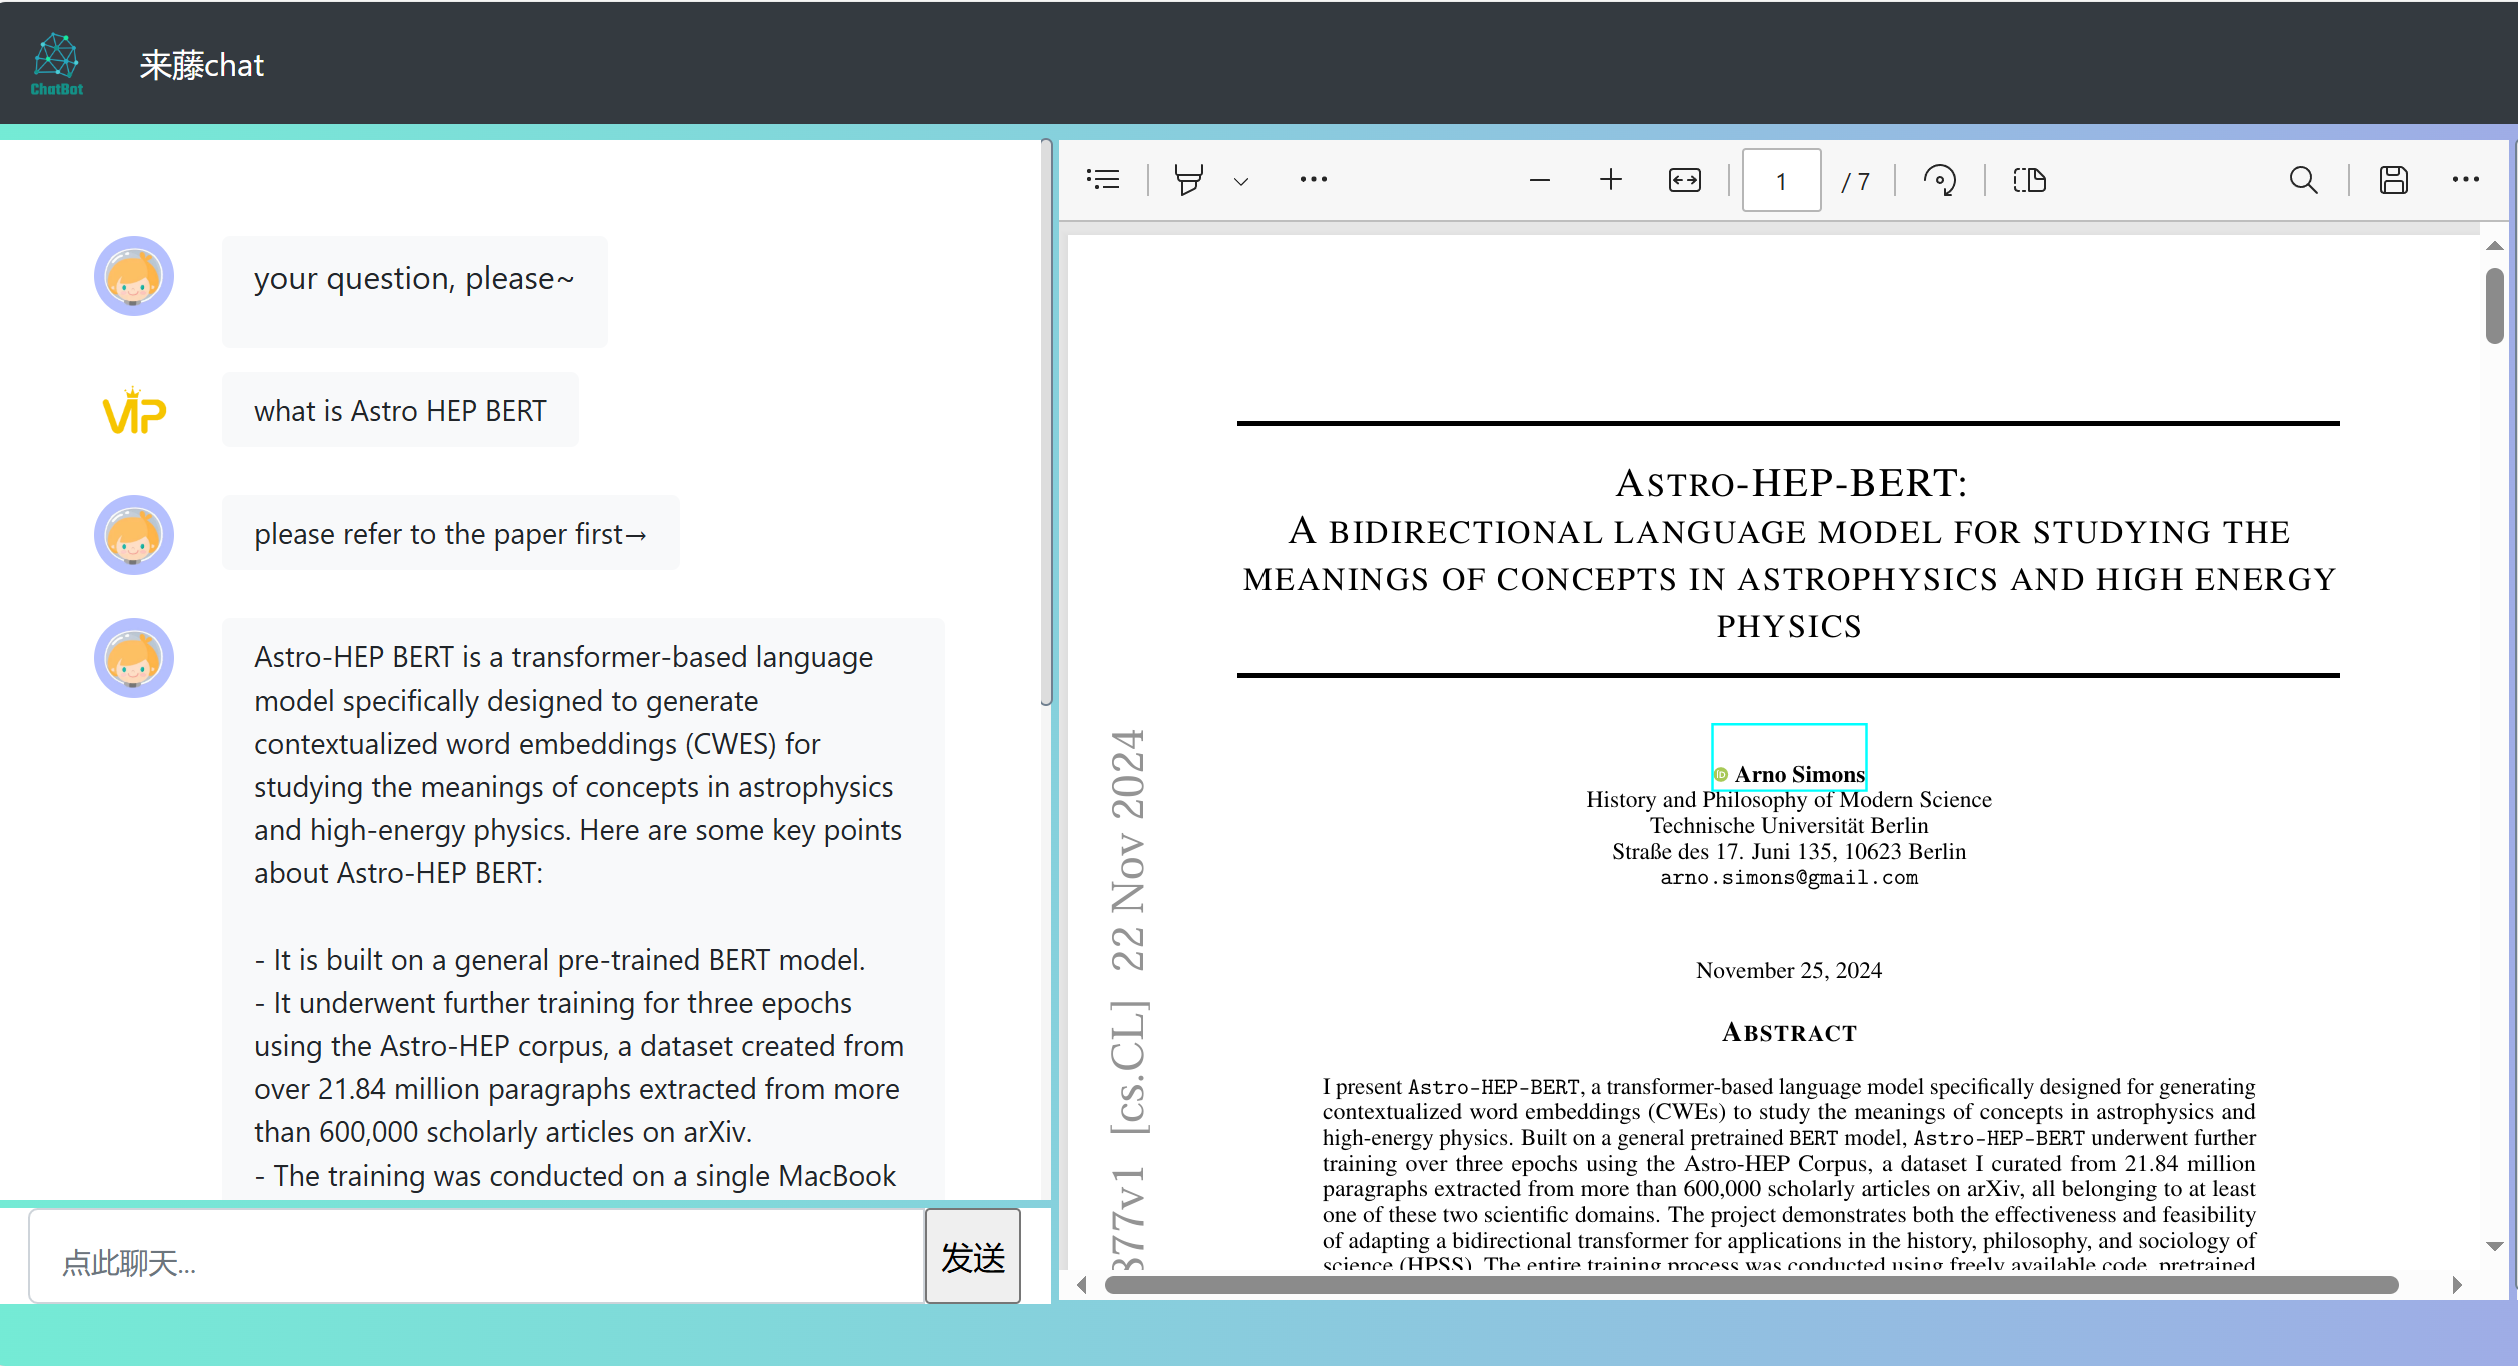 ChatBot
来藤chat
your question, please~
VIP
what is Astro HEP BERT
please refer to the paper first→
Astro-HEP BERT is a transformer-based language
model specifically designed to generate
contextualized word embeddings (CWES) for
studying the meanings of concepts in astrophysics
and high-energy physics. Here are some key points
about Astro-HEP BERT:
- It is built on a general pre-trained BERT model.
- It underwent further training for three epochs
using the Astro-HEP corpus, a dataset created from
over 21.84 million paragraphs extracted from more
than 600,000 scholarly articles on arXiv.
- The training was conducted on a single MacBook
点此聊天...
发送
1 / 7
ASTRO-HEP-BERT:
A BIDIRECTIONAL LANGUAGE MODEL FOR STUDYING THE
MEANINGS OF CONCEPTS IN ASTROPHYSICS AND HIGH ENERGY
PHYSICS
iD Arno Simons
History and Philosophy of Modern Science
Technische Universität Berlin
Straße des 17. Juni 135, 10623 Berlin
arno.simons@gmail.com
November 25, 2024
ABSTRACT
I present Astro-HEP-BERT, a transformer-based language model specifically designed for generating
contextualized word embeddings (CWEs) to study the meanings of concepts in astrophysics and
high-energy physics. Built on a general pretrained BERT model, Astro-HEP-BERT underwent further
training over three epochs using the Astro-HEP Corpus, a dataset I curated from 21.84 million
paragraphs extracted from more than 600,000 scholarly articles on arXiv, all belonging to at least
one of these two scientific domains. The project demonstrates both the effectiveness and feasibility
of adapting a bidirectional transformer for applications in the history, philosophy, and sociology of
science (HPSS). The entire training process was conducted using freely available code, pretrained
377v1 [cs.CL] 22 Nov 2024